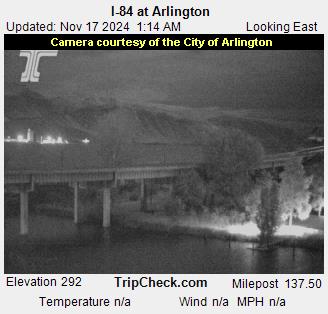 I-84 at Arlington
Updated: Nov 17 2024 1:14 AM Looking East
Camera courtesy of the City of Arlington
Elevation 292 TripCheck.com Milepost 137.50
Temperature n/a Wind n/a MPH n/a